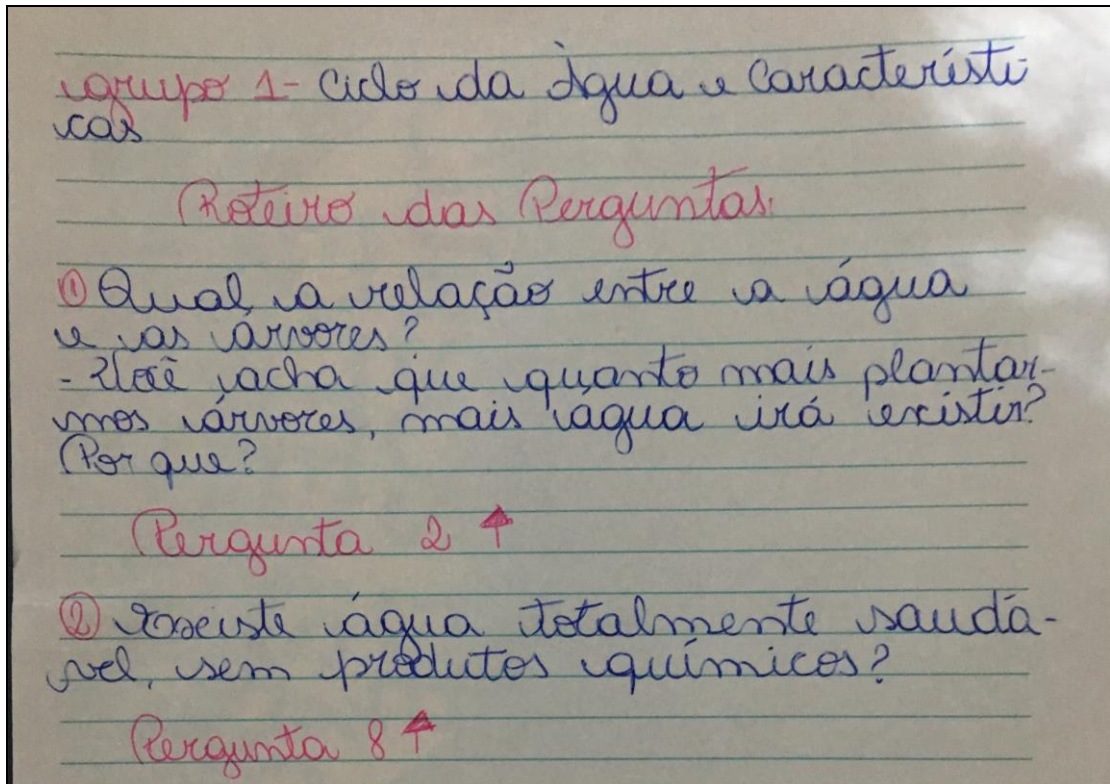 grupo 1- Ciclo da Àgua e Característi-
cas
Roteiro das Perguntas:
① Qual a relação entre a água
e as árvores?
- Você acha que quanto mais plantar-
mos árvores, mais água irá existir?
Por que?
Pergunta 2 ↑
② Existe água totalmente saudá-
vel, sem produtos químicos?
Pergunta 8 ↑